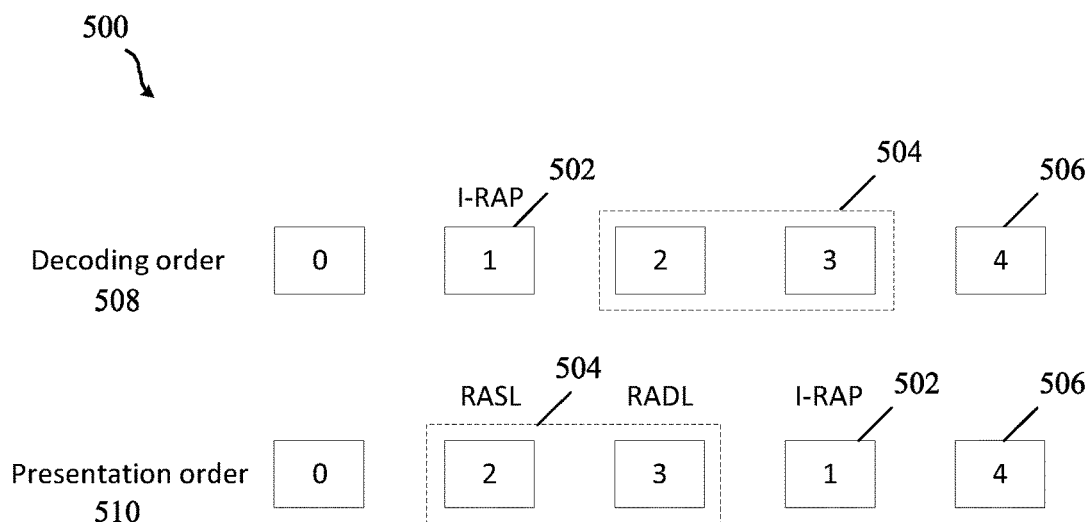 500
504
506
502
I-RAP
Decoding order 0 1 2 3 4
508
504
502
506
RASL RADL I-RAP
Presentation order 0 2 3 1 4
510